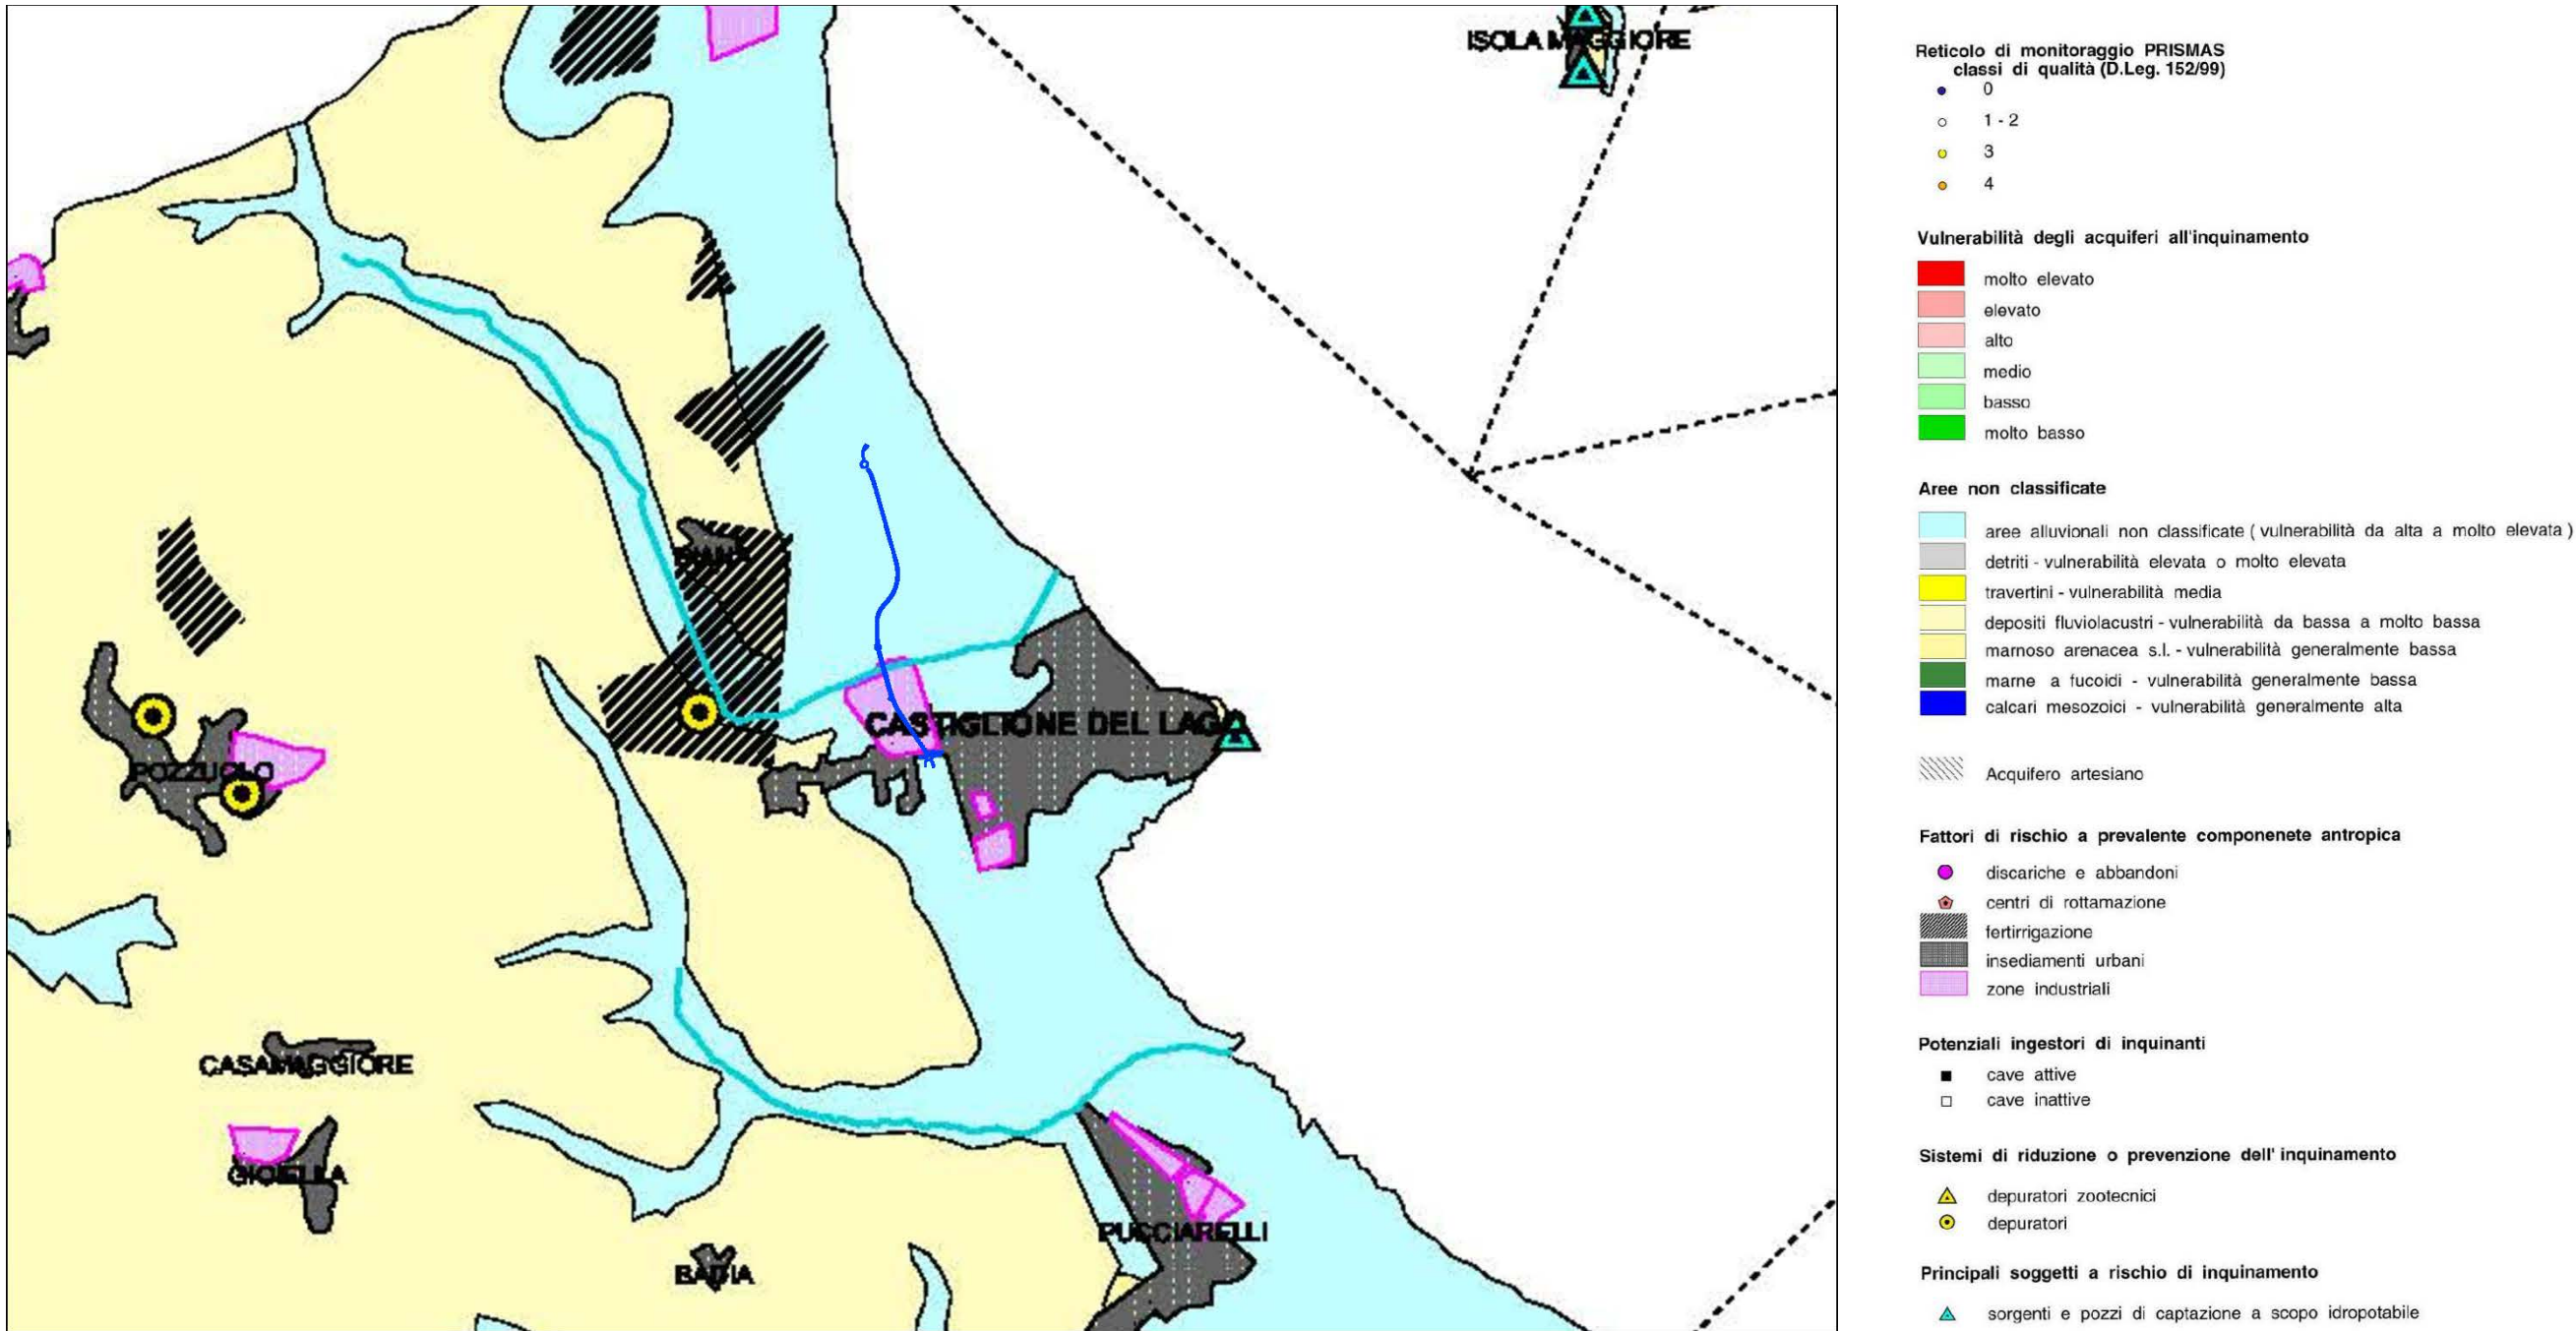 ISOLA MAGGIORE
PIANA
CASTIGLIONE DEL LAGO
POZZUOLO
CASAMAGGIORE
GIOIELLA
PUCCIARELLI
BADIA
Reticolo di monitoraggio PRISMAS
classi di qualità (D.Leg. 152/99)
0
1 - 2
3
4
Vulnerabilità degli acquiferi all'inquinamento
molto elevato
elevato
alto
medio
basso
molto basso
Aree non classificate
aree alluvionali non classificate ( vulnerabilità da alta a molto elevata )
detriti - vulnerabilità elevata o molto elevata
travertini - vulnerabilità media
depositi fluviolacustri - vulnerabilità da bassa a molto bassa
marnoso arenacea s.l. - vulnerabilità generalmente bassa
marne a fucoidi - vulnerabilità generalmente bassa
calcari mesozoici - vulnerabilità generalmente alta
Acquifero artesiano
Fattori di rischio a prevalente componenete antropica
discariche e abbandoni
centri di rottamazione
fertirrigazione
insediamenti urbani
zone industriali
Potenziali ingestori di inquinanti
cave attive
cave inattive
Sistemi di riduzione o prevenzione dell' inquinamento
depuratori zootecnici
depuratori
Principali soggetti a rischio di inquinamento
sorgenti e pozzi di captazione a scopo idropotabile